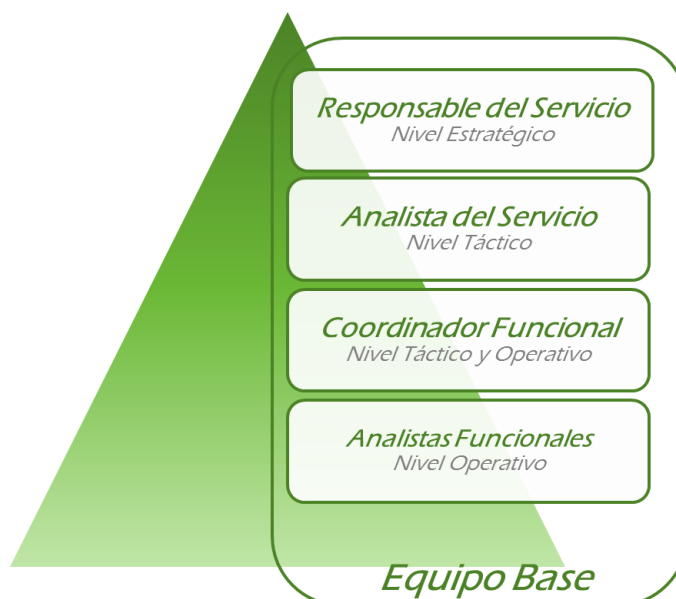 Responsable del Servicio
Nivel Estratégico
Analista del Servicio
Nivel Táctico
Coordinador Funcional
Nivel Táctico y Operativo
Analistas Funcionales
Nivel Operativo
Equipo Base